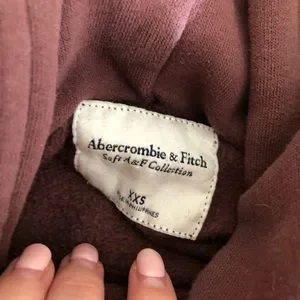 Abercrombie & Fitch
Soft A&F Collection
XXS